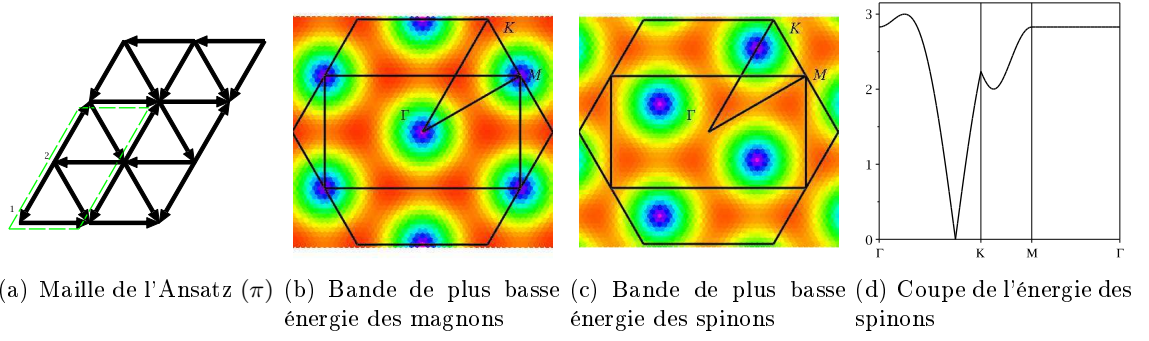 2
1
K
M
Γ
K
M
Γ
3
2
1
0
Γ K M Γ
(a) Maille de l'Ansatz (π)
(b) Bande de plus basse
énergie des magnons
(c) Bande de plus basse
énergie des spinons
(d) Coupe de l'énergie des
spinons